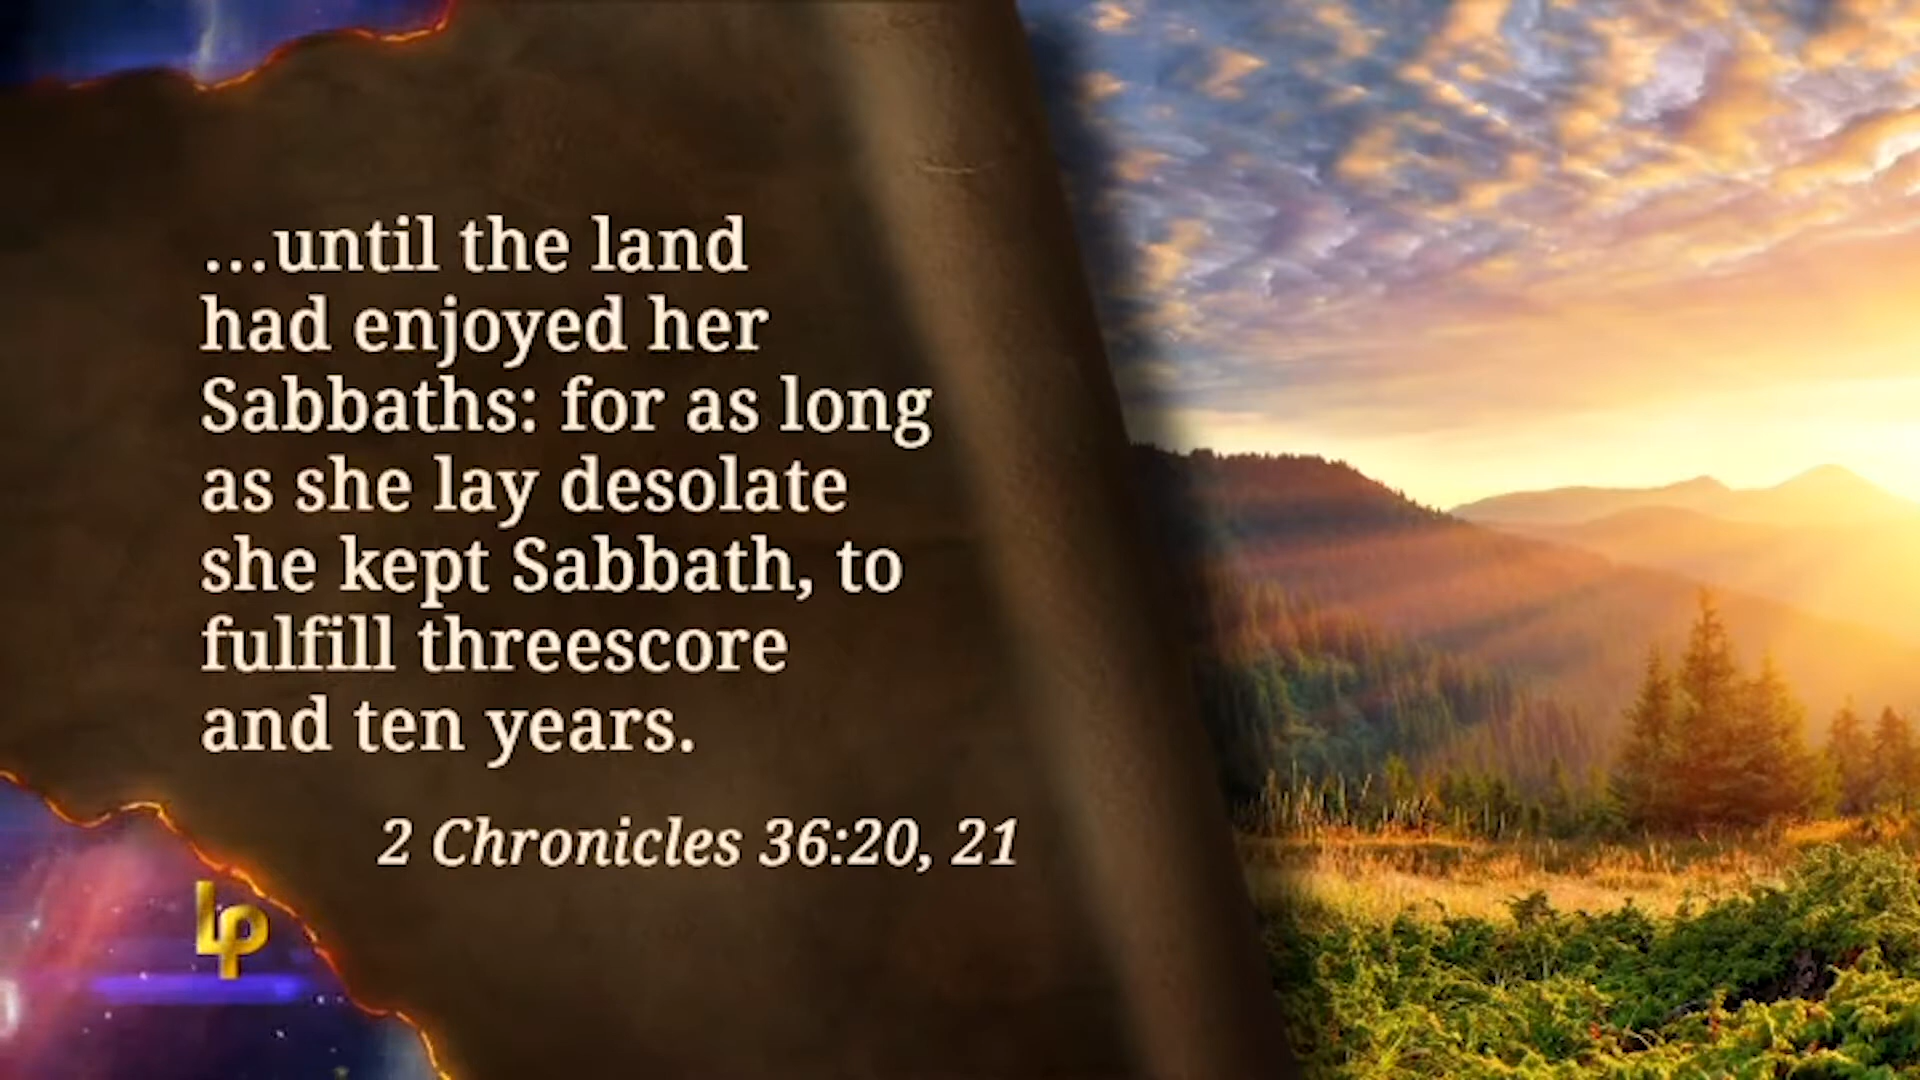 ...until the land
had enjoyed her
Sabbaths: for as long
as she lay desolate
she kept Sabbath, to
fulfill threescore
and ten years.
2 Chronicles 36:20, 21
LP